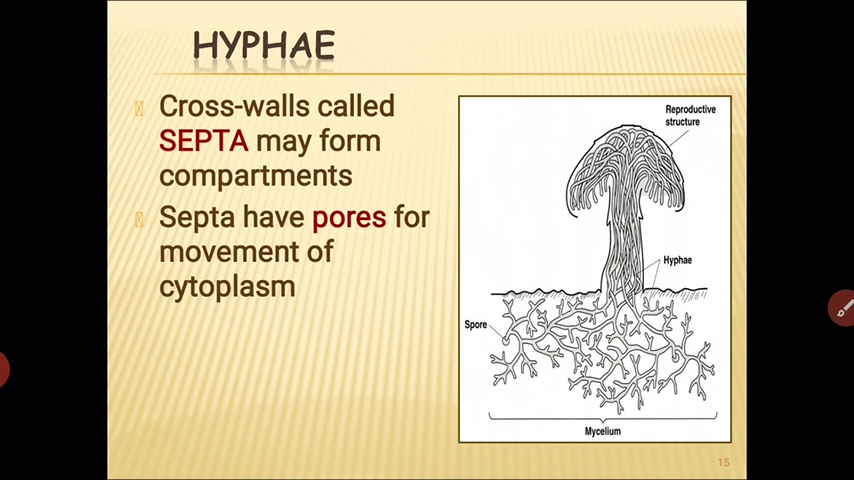 HYPHAE
Cross-walls called
SEPTA may form
compartments
Septa have pores for
movement of
cytoplasm
Reproductive
structure
Hyphae
Spore
Mycelium
15